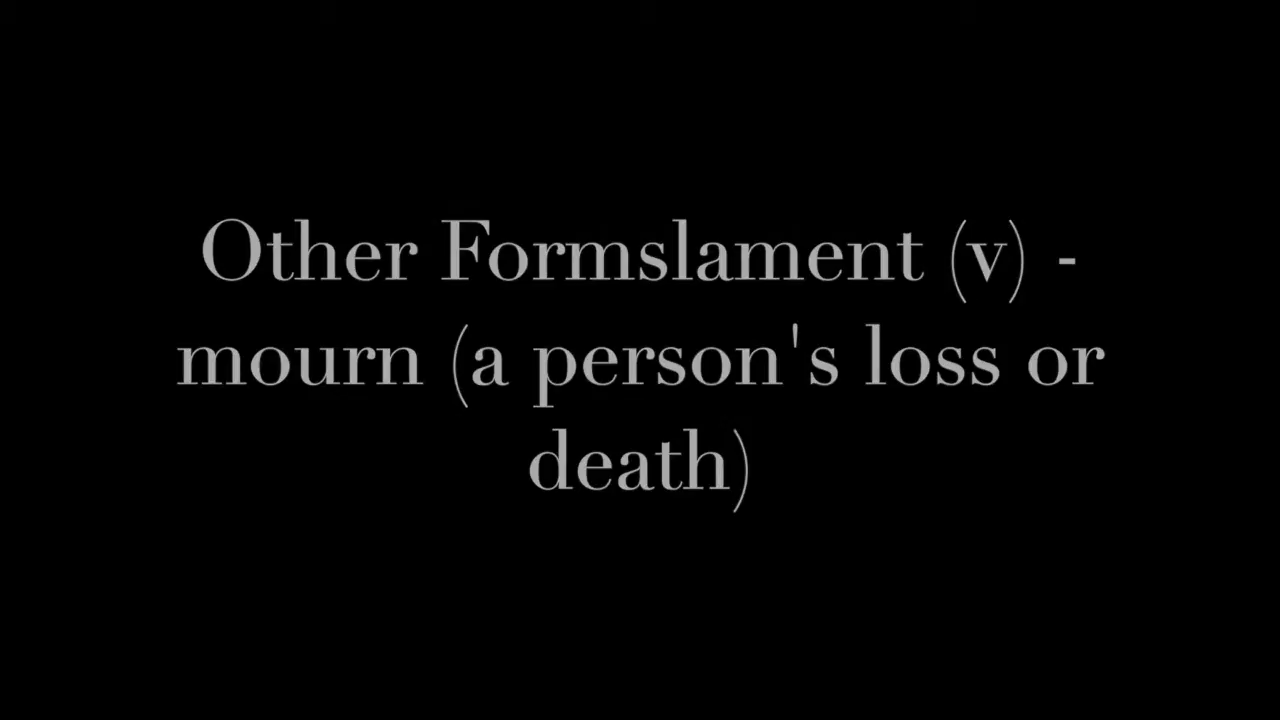 Other Formslament (v) -
mourn (a person's loss or
death)